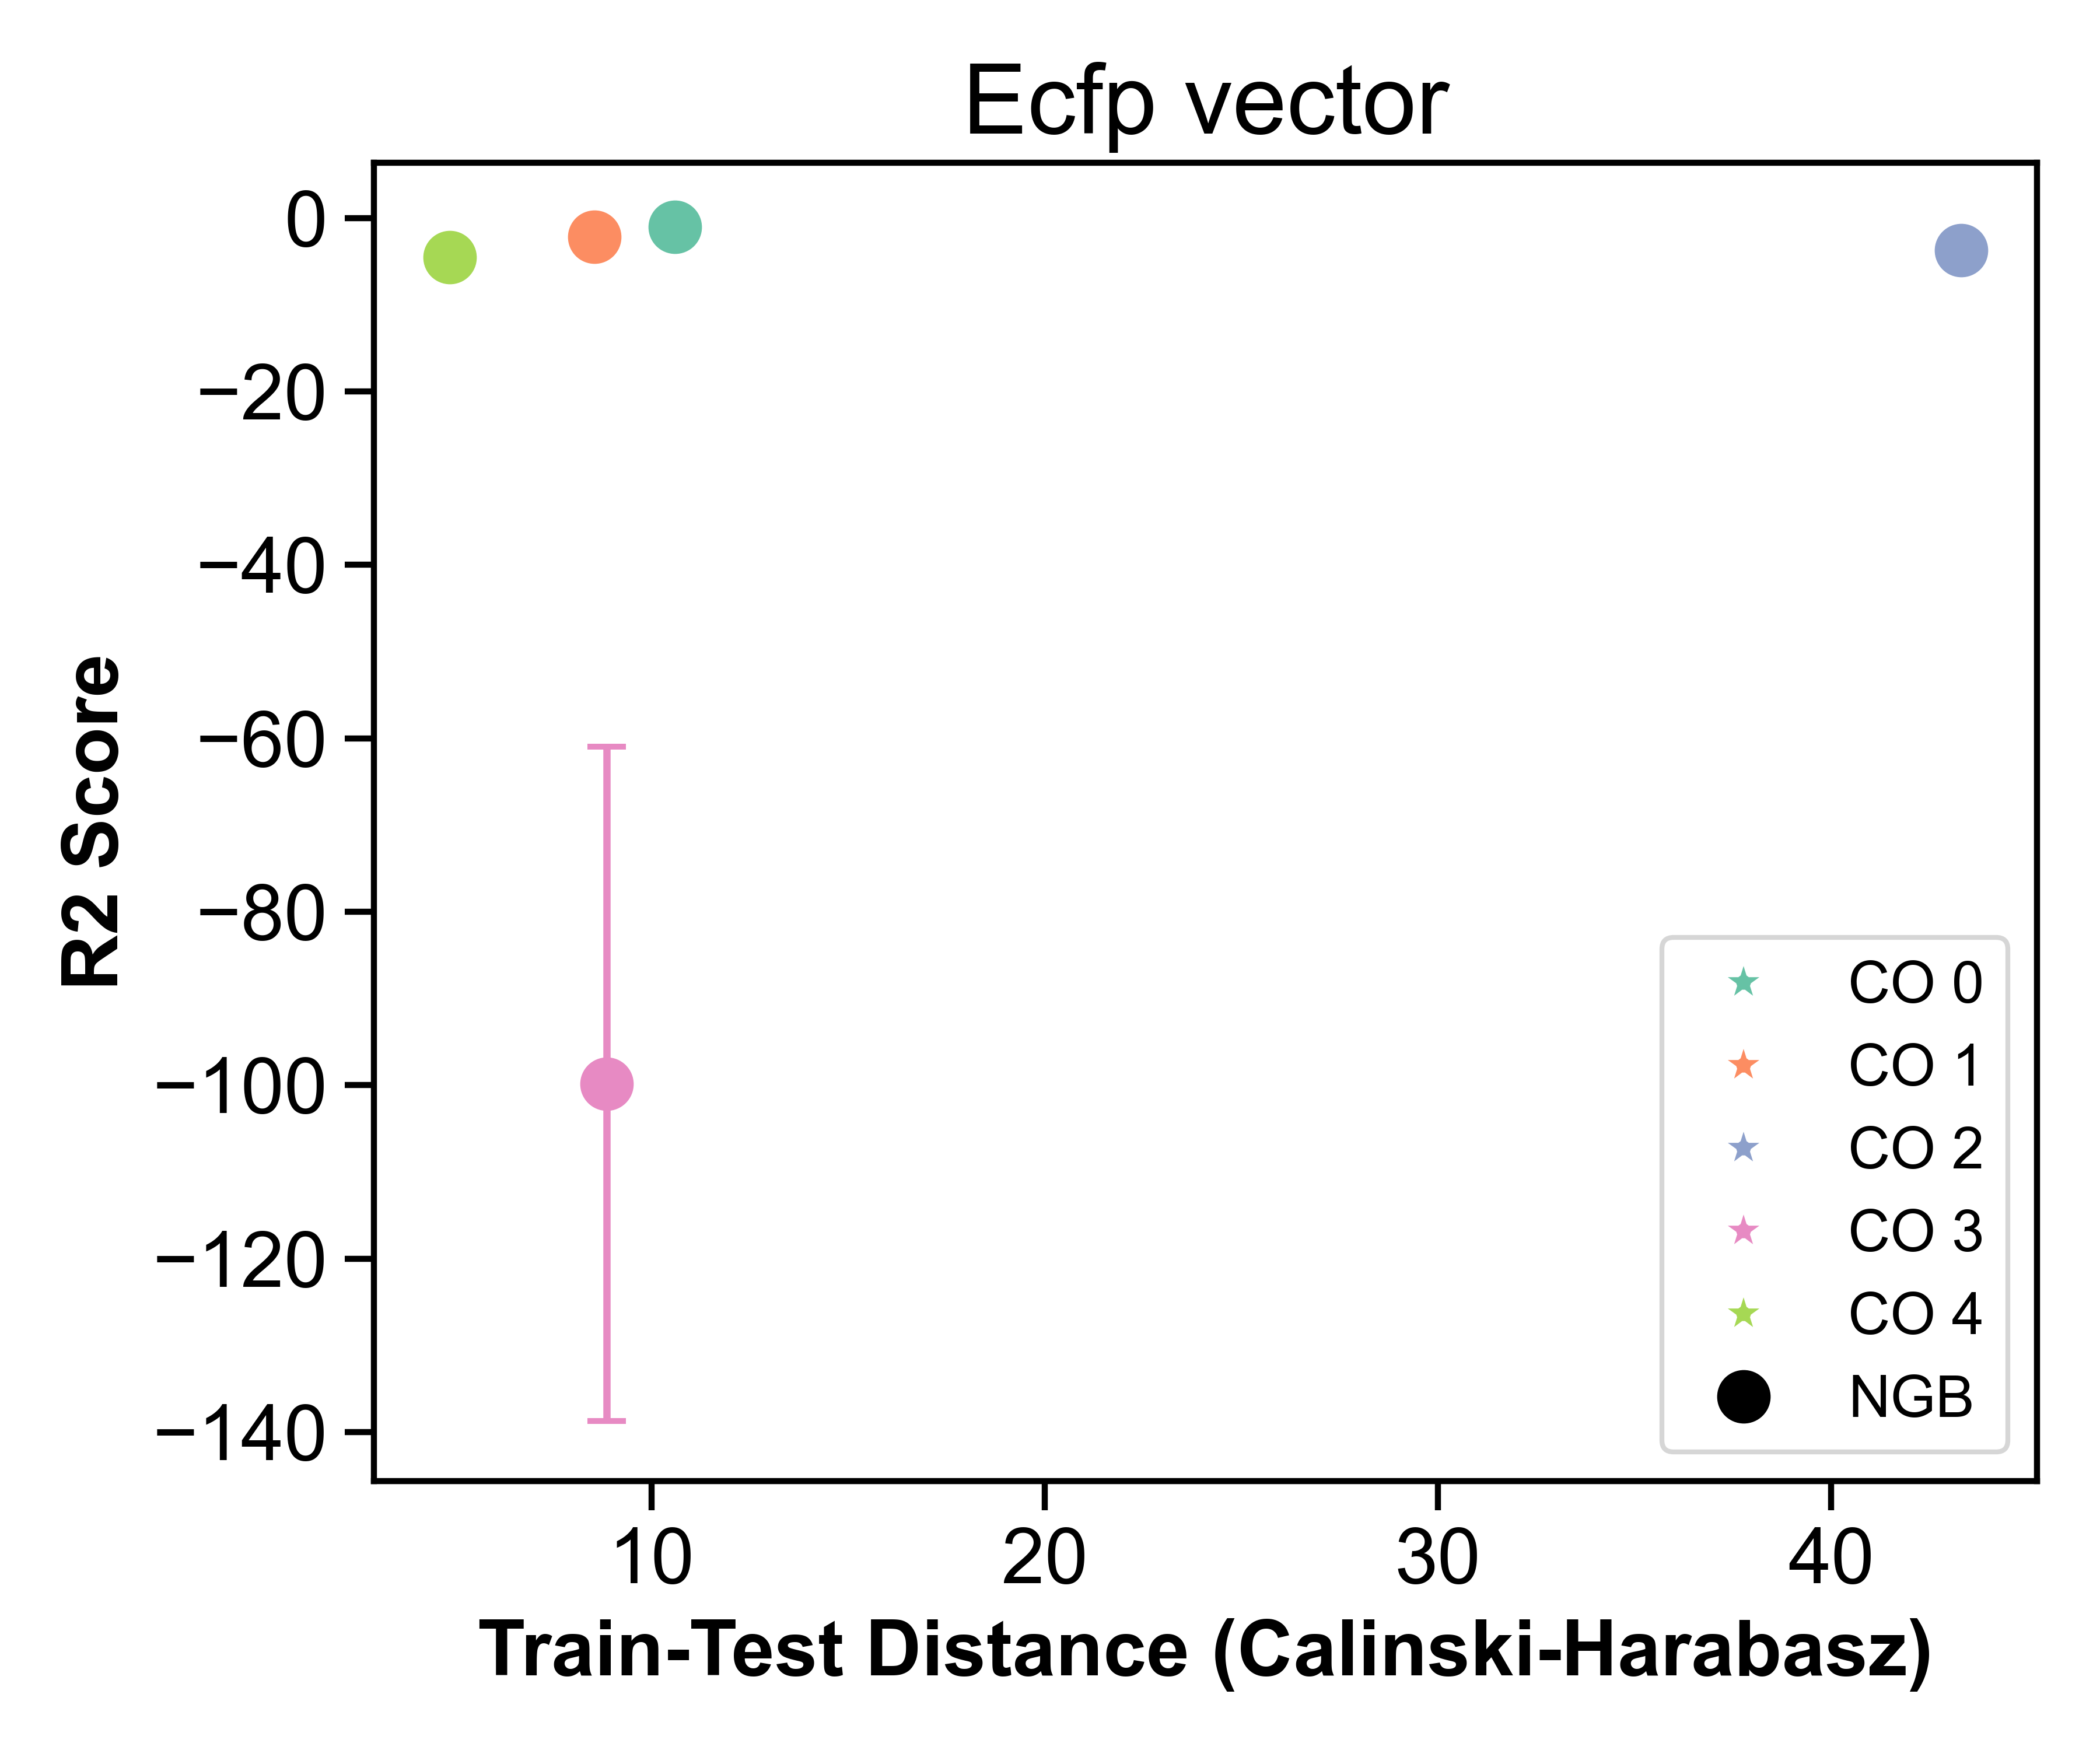 Ecfp vector
0
−20
−40
−60
−80
−100
−120
−140
R2 Score
CO 0
CO 1
CO 2
CO 3
CO 4
NGB
10 20 30 40
Train-Test Distance (Calinski-Harabasz)